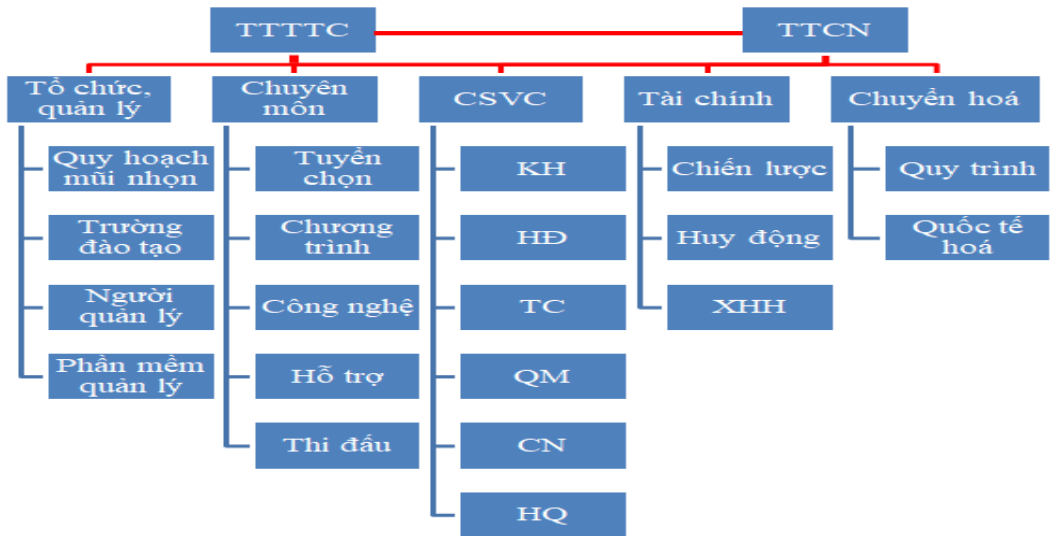 TTTTC
TTCN
Tổ chức,
quản lý
Quy hoạch
mũi nhọn
Trường
đào tạo
Người
quản lý
Phần mềm
quản lý
Chuyên
môn
Tuyển
chọn
Chương
trình
Công nghệ
Hỗ trợ
Thi đấu
CSVC
KH
HĐ
TC
QM
CN
HQ
Tài chính
Chiến lược
Huy động
XHH
Chuyển hoá
Quy trình
Quốc tế
hoá